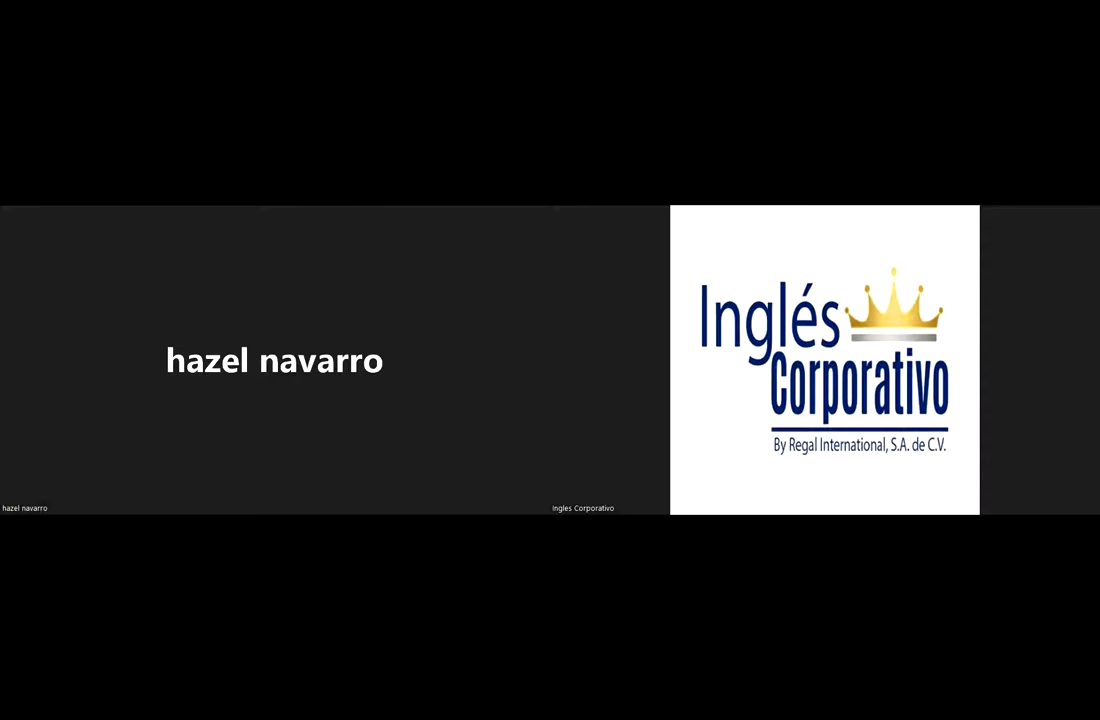 hazel navarro
hazel navarro
Inglés
Corporativo
By Regal International, S.A. de C.V.
Ingles Corporativo